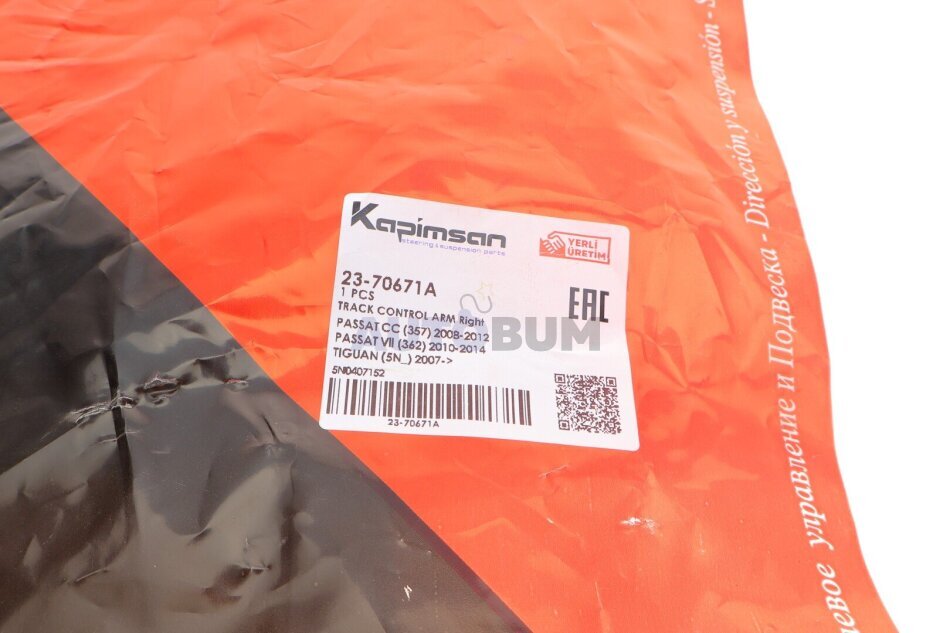 Kapimsan
steering & suspension parts
YERLİ
ÜRETİM
23-70671A
1 PCS
TRACK CONTROL ARM Right
PASSAT CC (357) 2008-2012
PASSAT VII (362) 2010-2014
TIGUAN (5N_) 2007->
5N0407152
23-70671A
EAC
BUM
управление и Подвеска - Dirección y suspensión - S